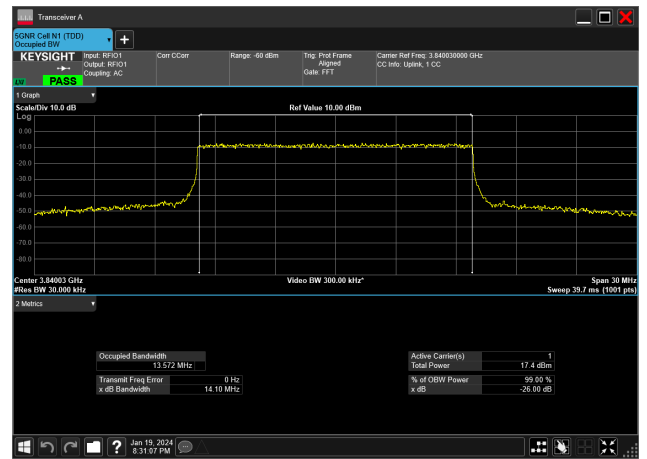 Transceiver A
5GNR Cell N1 (TDD)
Occupied BW
KEYSIGHT
LXI
PASS
Input: RFIO1
Output: RFIO1
Coupling: AC
Corr CCorr
Range: -60 dBm
Trig: Prot Frame
Aligned
Gate: FFT
Carrier Ref Freq: 3.840030000 GHz
CC Info: Uplink, 1 CC
1 Graph
Scale/Div 10.0 dB
Ref Value 10.00 dBm
Log
0.00
-10.0
-20.0
-30.0
-40.0
-50.0
-60.0
-70.0
-80.0
Center 3.84003 GHz
Video BW 300.00 kHz*
Span 30 MHz
#Res BW 30.000 kHz
Sweep 39.7 ms (1001 pts)
2 Metrics
Occupied Bandwidth
13.572 MHz
Transmit Freq Error 0 Hz
x dB Bandwidth 14.10 MHz
Active Carrier(s) 1
Total Power 17.4 dBm
% of OBW Power 99.00 %
x dB -26.00 dB
?
Jan 19, 2024
8:31:07 PM